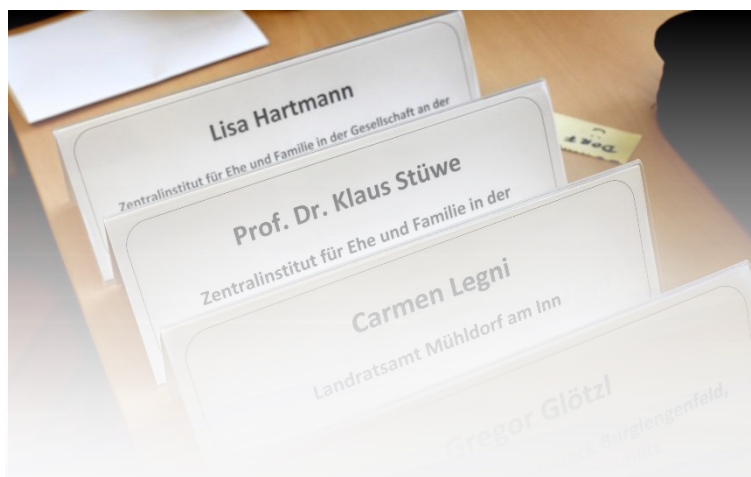 Lisa Hartmann
Zentralinstitut für Ehe und Familie in der Gesellschaft an der
Prof. Dr. Klaus Stüwe
Zentralinstitut für Ehe und Familie in der
Carmen Legni
Landratsamt Mühldorf am Inn
Gregor Glötzl
Burglengenfeld,
DORT